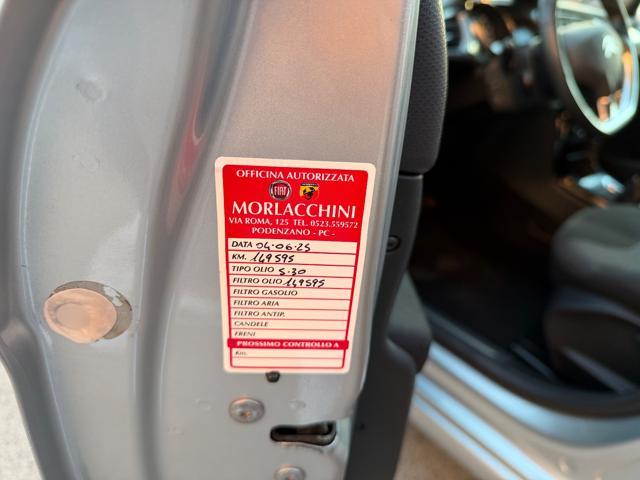 OFFICINA AUTORIZZATA
FIAT
MORLACCHINI
VIA ROMA, 125 TEL. 0523.559572
PODENZANO - PC -
DATA 04.06.25
KM. 149595
TIPO OLIO 5.30
FILTRO OLIO 149595
FILTRO GASOLIO
FILTRO ARIA
FILTRO ANTIP.
CANDELE
FRENI
PROSSIMO CONTROLLO A
Km.